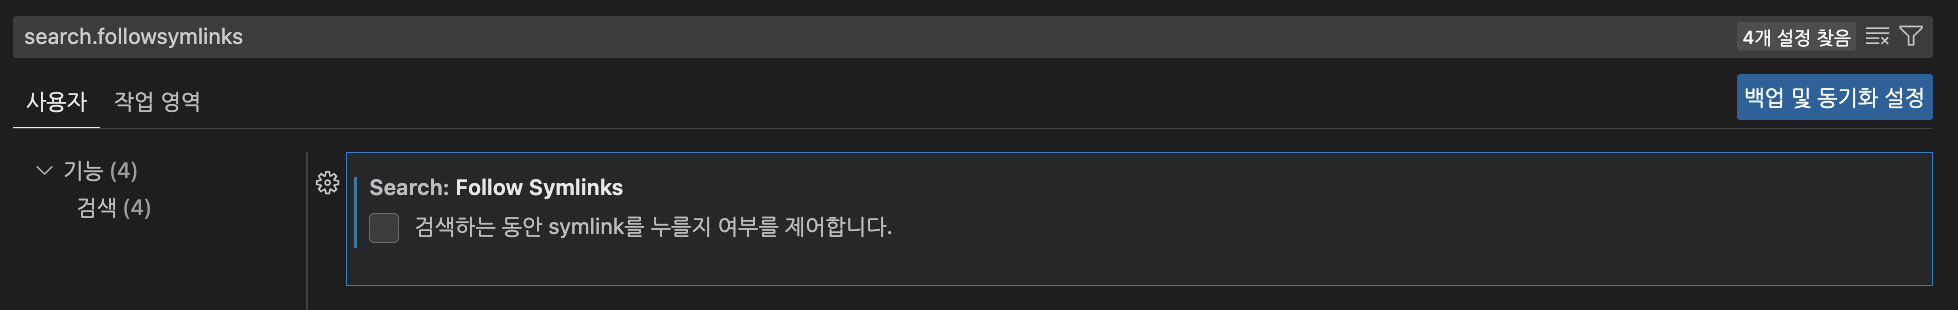 search.followsymlinks
4개 설정 찾음
사용자 작업 영역
백업 및 동기화 설정
기능 (4)
검색 (4)
Search: Follow Symlinks
검색하는 동안 symlink를 누를지 여부를 제어합니다.